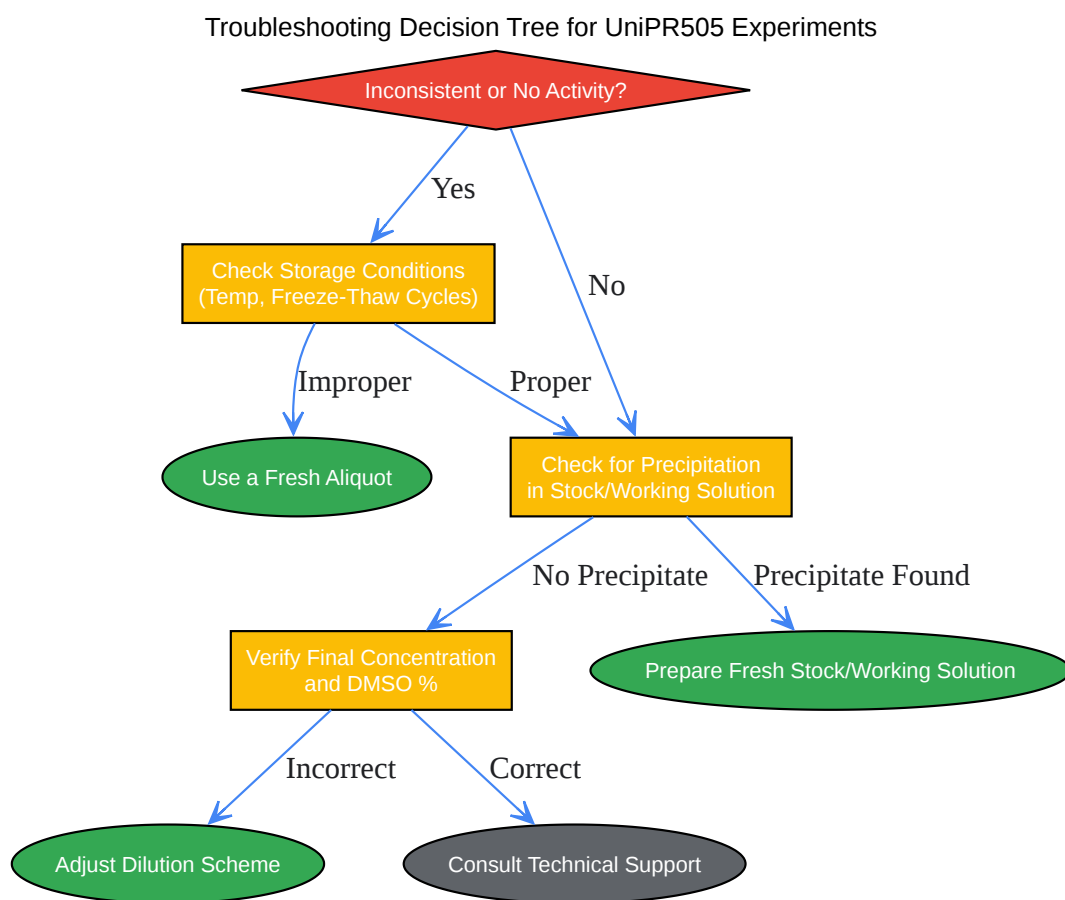 Troubleshooting Decision Tree for UniPR505 Experiments
Inconsistent or No Activity?
Yes
Check Storage Conditions
(Temp, Freeze-Thaw Cycles)
No
Improper
Proper
Use a Fresh Aliquot
Check for Precipitation
in Stock/Working Solution
No Precipitate
Precipitate Found
Verify Final Concentration
and DMSO %
Prepare Fresh Stock/Working Solution
Incorrect
Correct
Adjust Dilution Scheme
Consult Technical Support